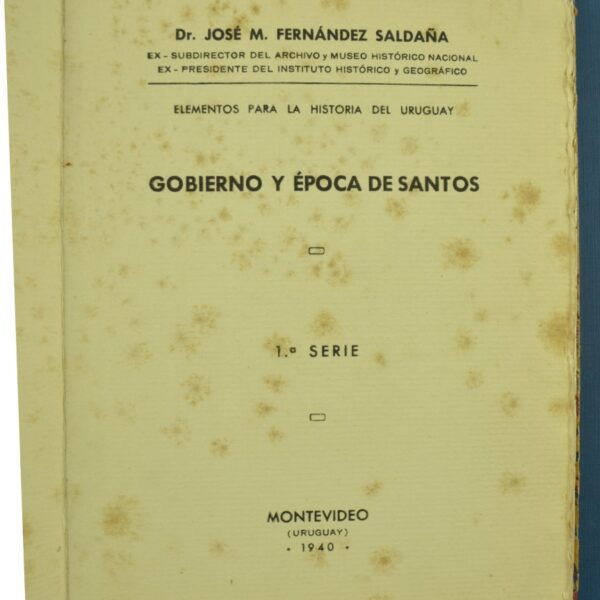 Dr. JOSÉ M. FERNÁNDEZ SALDAÑA
EX - SUBDIRECTOR DEL ARCHIVO y MUSEO HISTÓRICO NACIONAL
EX - PRESIDENTE DEL INSTITUTO HISTÓRICO y GEOGRÁFICO
ELEMENTOS PARA LA HISTORIA DEL URUGUAY
GOBIERNO Y ÉPOCA DE SANTOS
1.ª SERIE
MONTEVIDEO
(URUGUAY)
· 1940 ·